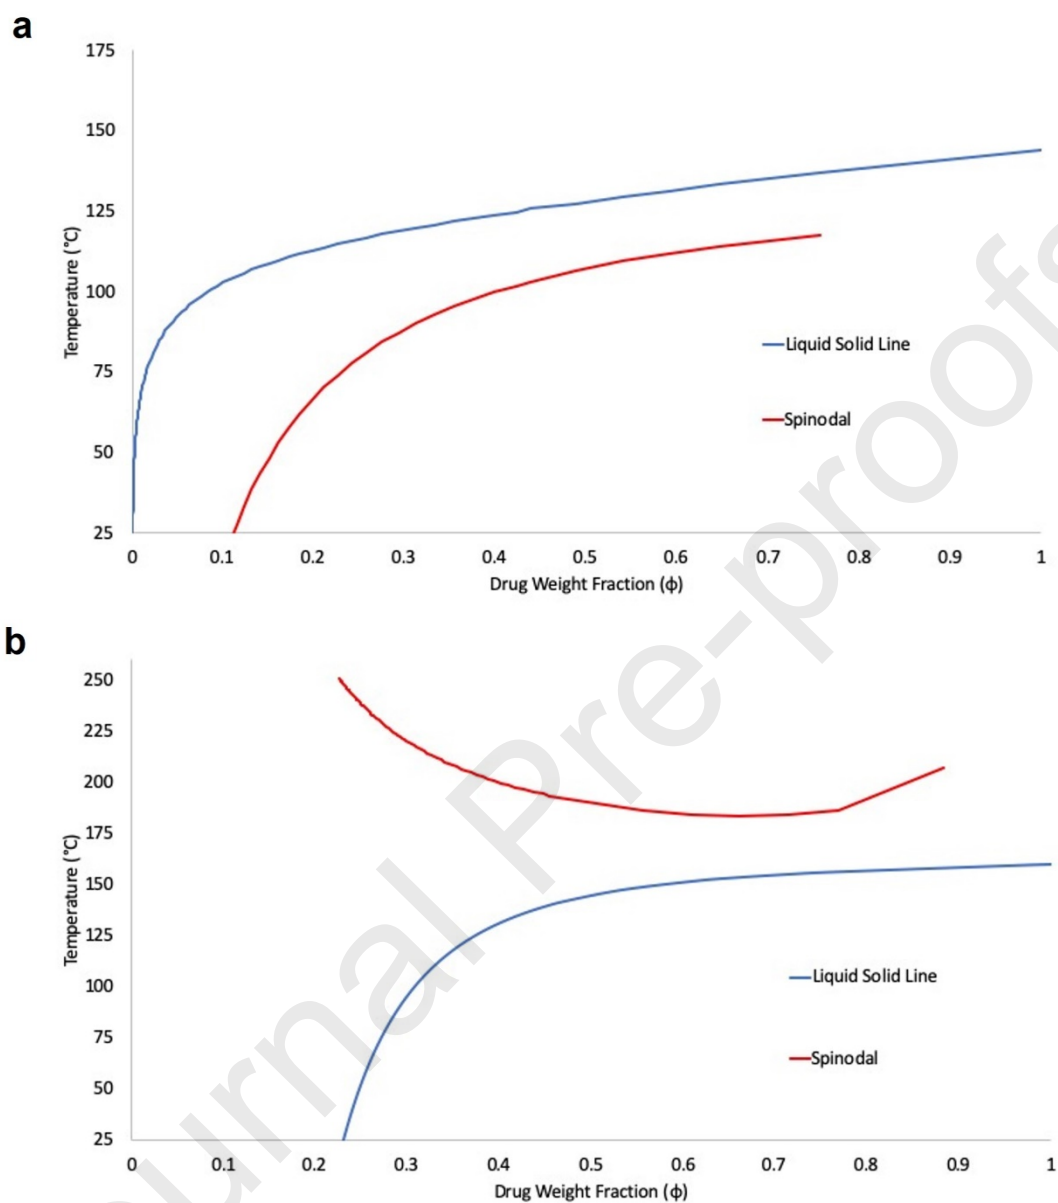 a
175
150
125
100
75
50
25
Temperature (°C)
Liquid Solid Line
Spinodal
0 0.1 0.2 0.3 0.4 0.5 0.6 0.7 0.8 0.9 1
Drug Weight Fraction (ϕ)
b
250
225
200
175
150
125
100
75
50
25
Temperature (°C)
Liquid Solid Line
Spinodal
0 0.1 0.2 0.3 0.4 0.5 0.6 0.7 0.8 0.9 1
Drug Weight Fraction (ϕ)
urnal Pre-proofs